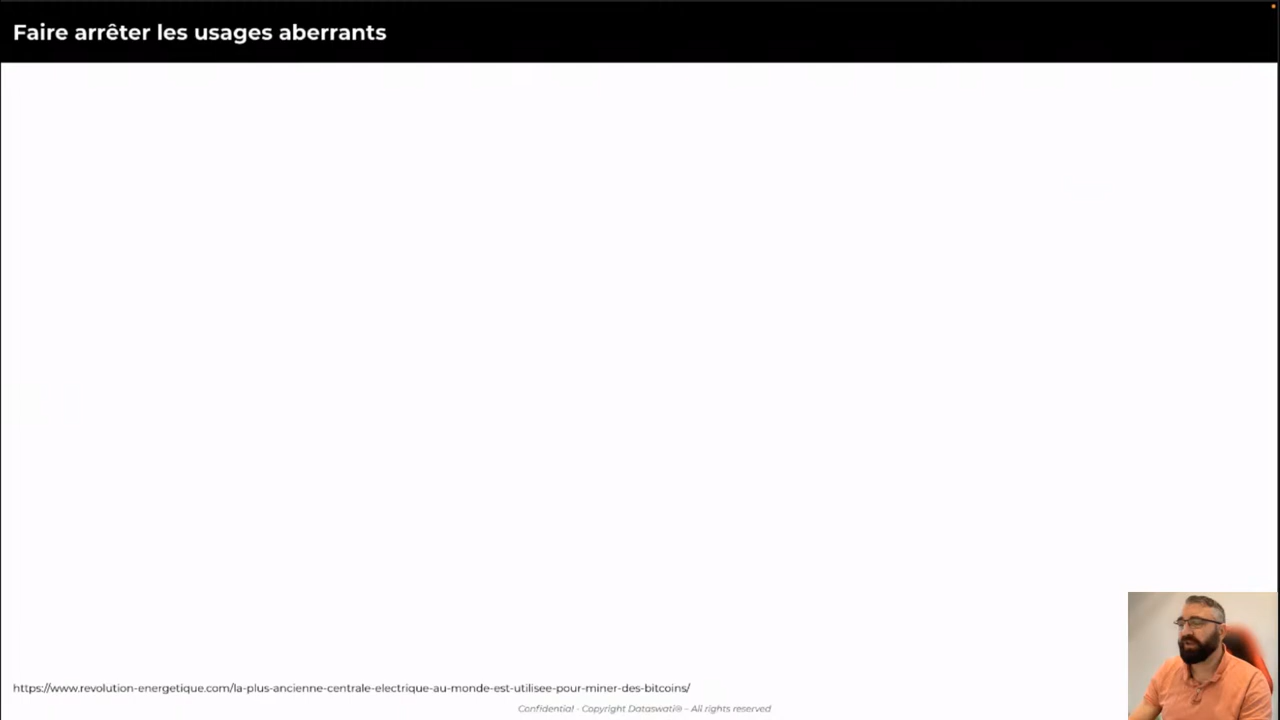 Faire arrêter les usages aberrants
https://www.revolution-energetique.com/la-plus-ancienne-centrale-electrique-au-monde-est-utilisee-pour-miner-des-bitcoins/
Confidential - Copyright Dataswati® - All rights reserved